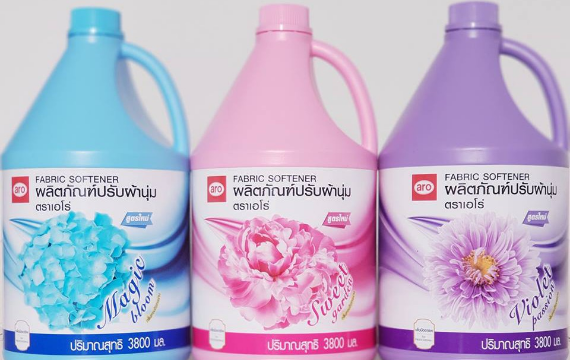 aro
FABRIC SOFTENER
ผลิตภัณฑ์ปรับผ้านุ่ม
ตราเอโร่
สูตรใหม่
Magic
bloom
ปริมาณสุทธิ 3800 มล.
aro
FABRIC SOFTENER
ผลิตภัณฑ์ปรับผ้านุ่ม
ตราเอโร่
สูตรใหม่
Sweet
ปริมาณสุทธิ 3800 มล.
aro
FABRIC SOFTENER
ผลิตภัณฑ์ปรับผ้านุ่ม
ตราเอโร่
สูตรใหม่
Violet
passion
ปริมาณสุทธิ 3800 มล.